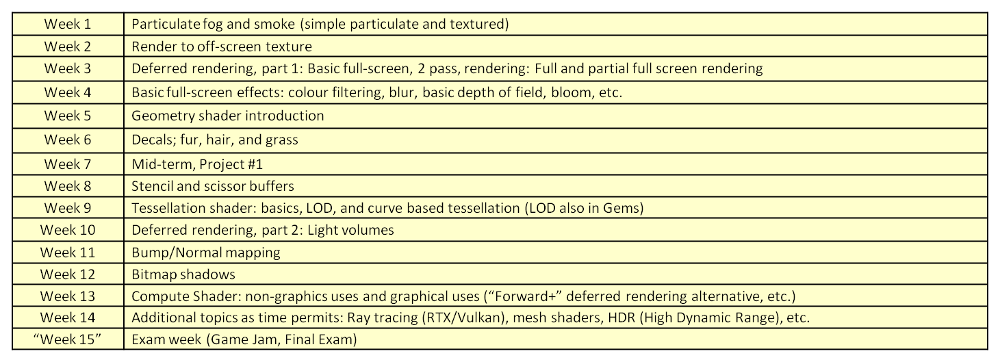 Week 1 Particulate fog and smoke (simple particulate and textured)
Week 2 Render to off-screen texture
Week 3 Deferred rendering, part 1: Basic full-screen, 2 pass, rendering: Full and partial full screen rendering
Week 4 Basic full-screen effects: colour filtering, blur, basic depth of field, bloom, etc.
Week 5 Geometry shader introduction
Week 6 Decals; fur, hair, and grass
Week 7 Mid-term, Project #1
Week 8 Stencil and scissor buffers
Week 9 Tessellation shader: basics, LOD, and curve based tessellation (LOD also in Gems)
Week 10 Deferred rendering, part 2: Light volumes
Week 11 Bump/Normal mapping
Week 12 Bitmap shadows
Week 13 Compute Shader: non-graphics uses and graphical uses (“Forward+” deferred rendering alternative, etc.)
Week 14 Additional topics as time permits: Ray tracing (RTX/Vulkan), mesh shaders, HDR (High Dynamic Range), etc.
“Week 15” Exam week (Game Jam, Final Exam)